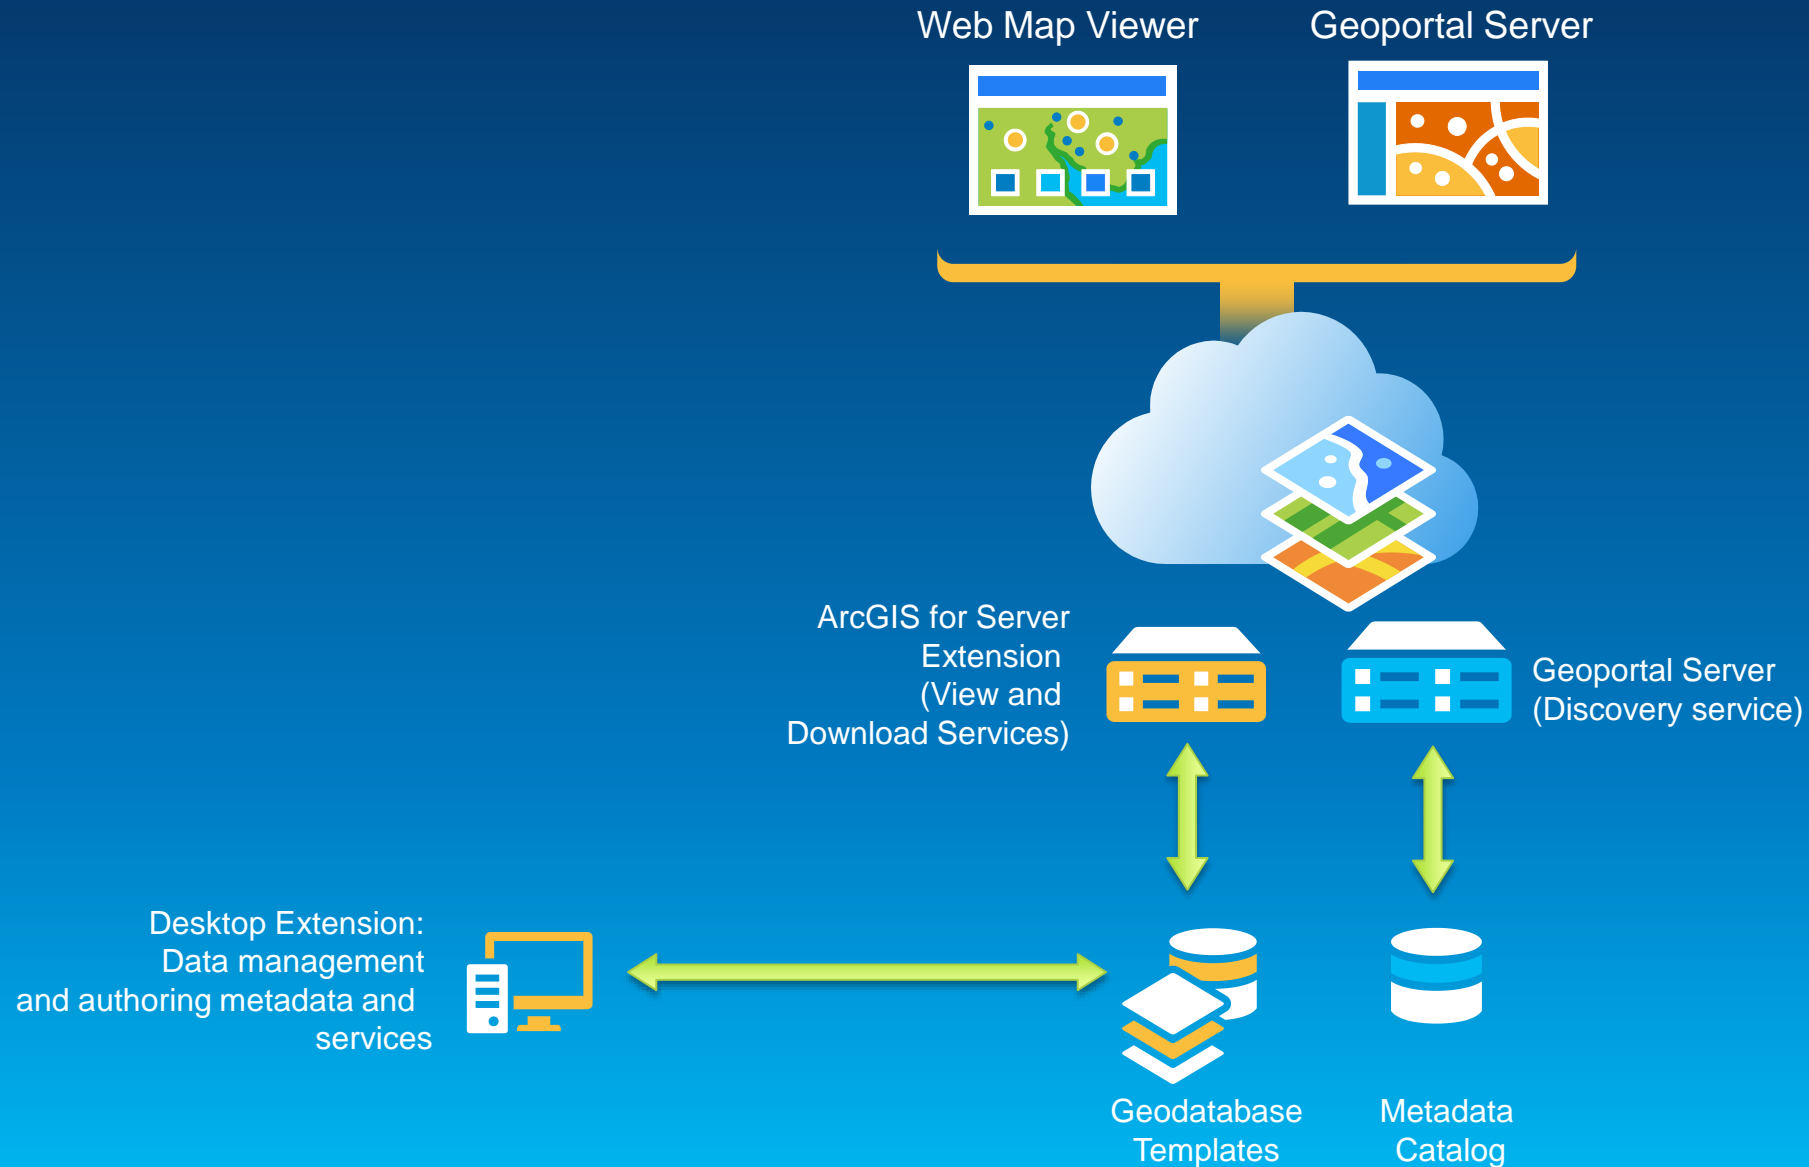 Web Map Viewer
Geoportal Server
ArcGIS for Server
Extension
(View and
Download Services)
Geoportal Server
(Discovery service)
Desktop Extension:
Data management
and authoring metadata and
services
Geodatabase
Templates
Metadata
Catalog